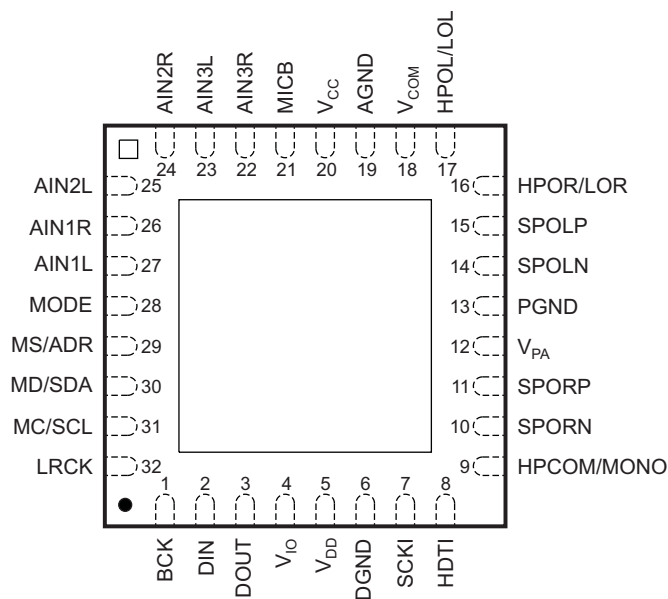 AIN2R
AIN3L
AIN3R
MICB
VCC
AGND
VCOM
HPOL/LOL
24 23 22 21 20 19 18 17
AIN2L 25 16 HPOR/LOR
AIN1R 26 15 SPOLP
AIN1L 27 14 SPOLN
MODE 28 13 PGND
MS/ADR 29 12 VPA
MD/SDA 30 11 SPORP
MC/SCL 31 10 SPORN
LRCK 32 9 HPCOM/MONO
1 2 3 4 5 6 7 8
BCK
DIN
DOUT
VIO
VDD
DGND
SCKI
HDTI